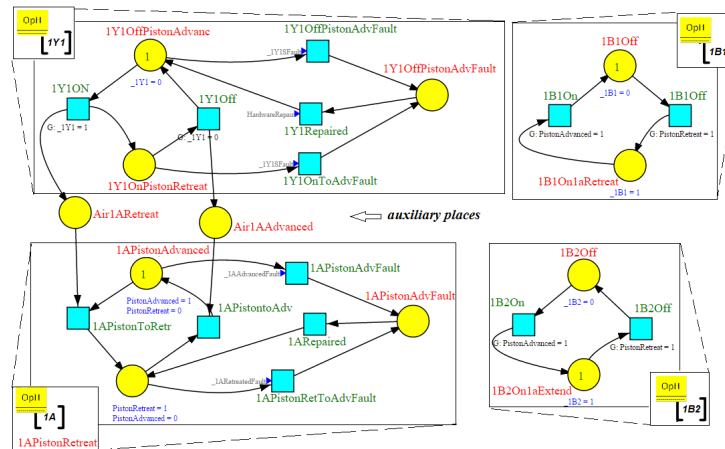 OpH
[1Y1]
1Y1OffPistonAdvanc
1
_1Y1 = 0
1Y1OffPistonAdvFault
_1Y1SFault
1Y1OffPistonAdvFault
1Y1ON
G: _1Y1 = 1
1Y1Off
G: _1Y1 = 0
HardwareRepair
1Y1Repaired
_1Y1SFault
1Y1OnToAdvFault
1Y1OnPistonRetreat
OpH
[1B1]
1B1Off
1
_1B1 = 0
1B1On
G: PistonAdvanced = 1
1B1Off
G: PistonRetreat = 1
1B1On1aRetreat
_1B1 = 1
Air1ARetreat
Air1AAdvanced
auxiliary places
1APistonAdvanced
1
PistonAdvanced = 1
PistonRetreat = 0
_1AAdvancedFault
1APistonAdvFault
1APistonAdvFault
1APistonToRetr
1APistontoAdv
1ARepaired
_1ARetreatedFault
1APistonRetToAdvFault
PistonRetreat = 1
PistonAdvanced = 0
OpH
[1A]
1APistonRetreat
1B2Off
_1B2 = 0
1B2On
G: PistonAdvanced = 1
1B2Off
G: PistonRetreat = 1
1
1B2On1aExtend
_1B2 = 1
OpH
[1B2]